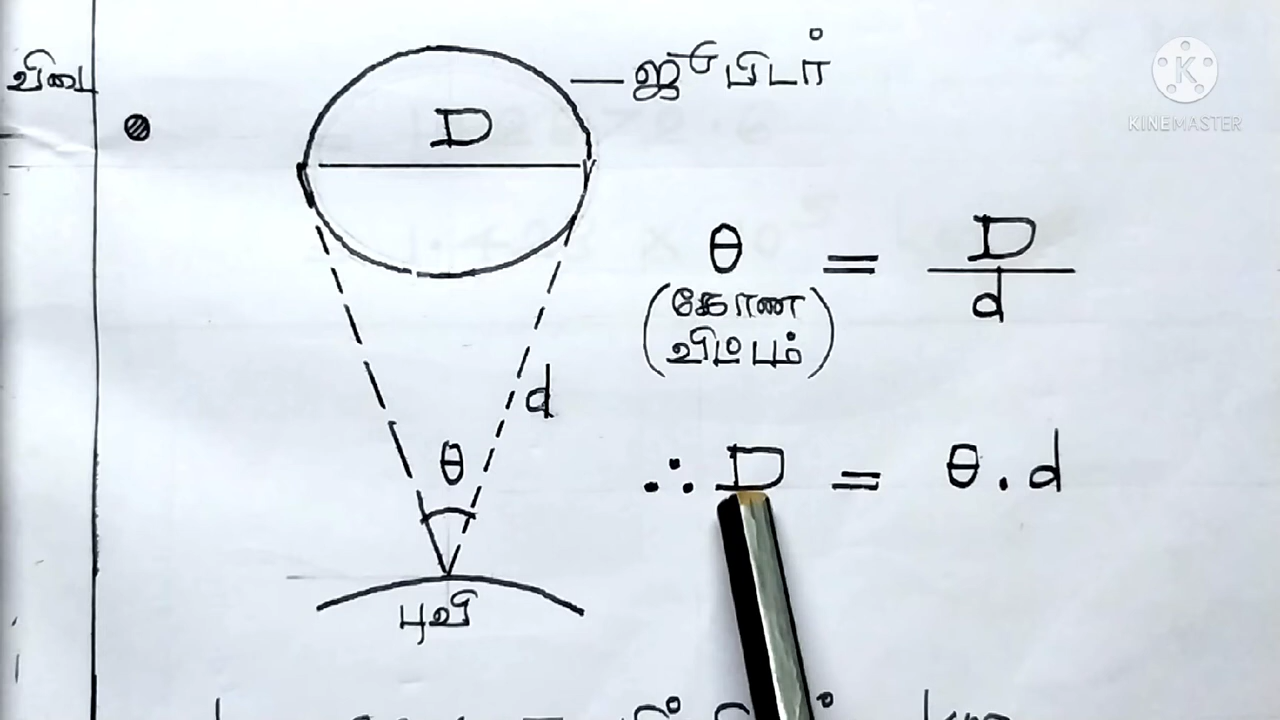 விடை
ஜுபிடர்
D
θ = D
d
(கோண
விட்டம்)
d
θ
∴ D = θ . d
புவி
KINEMASTER